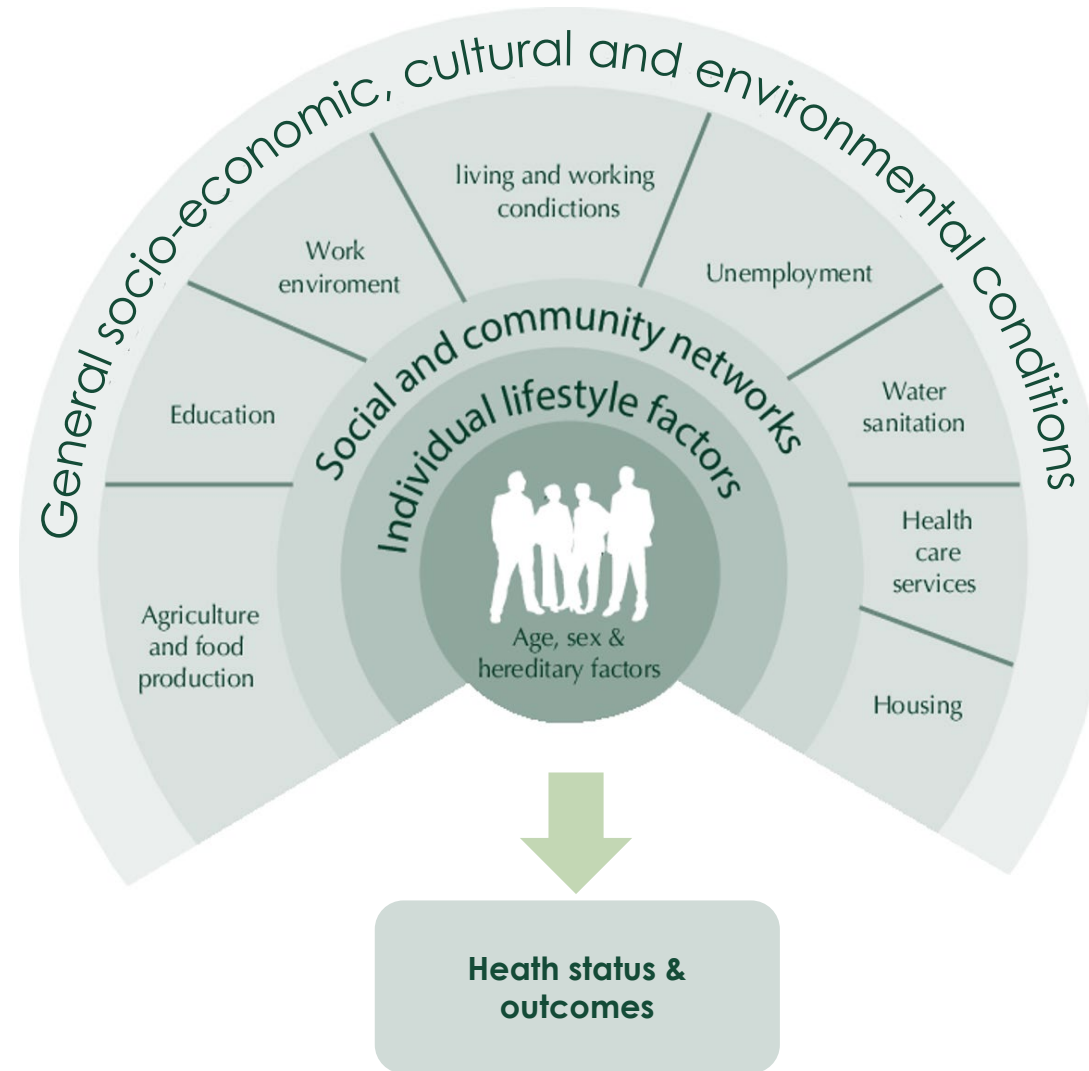 General socio-economic, cultural and environmental conditions
living and working
condictions
Work
enviroment
Unemployment
Education
Water
sanitation
Agriculture
and food
production
Health
care
services
Housing
Social and community networks
Individual lifestyle factors
Age, sex &
hereditary factors
Heath status &
outcomes